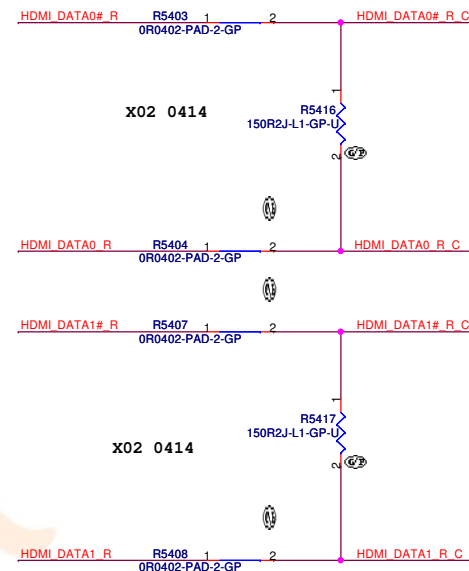 HDMI_DATA0#_R R5403 1 2 HDMI_DATA0#_R_C
0R0402-PAD-2-GP
1
X02 0414
R5416
150R2J-L1-GP-U
2
HDMI_DATA0_R R5404 1 2 HDMI_DATA0_R_C
0R0402-PAD-2-GP
HDMI_DATA1#_R R5407 1 2 HDMI_DATA1#_R_C
0R0402-PAD-2-GP
1
R5417
150R2J-L1-GP-U
X02 0414
2
HDMI_DATA1_R R5408 1 2 HDMI_DATA1_R_C
0R0402-PAD-2-GP